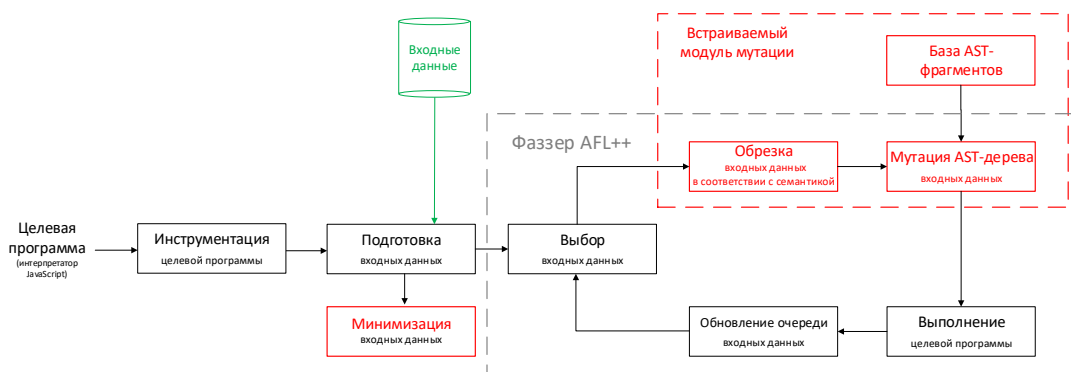 Встраиваемый
модуль мутации
База AST-
фрагментов
Входные
данные
Фаззер AFL++
Обрезка
входных данных
в соответствии с семантикой
Мутация AST-дерева
входных данных
Целевая
программа
(интерпретатор
JavaScript)
Инструментация
целевой программы
Подготовка
входных данных
Выбор
входных данных
Минимизация
входных данных
Обновление очереди
входных данных
Выполнение
целевой программы